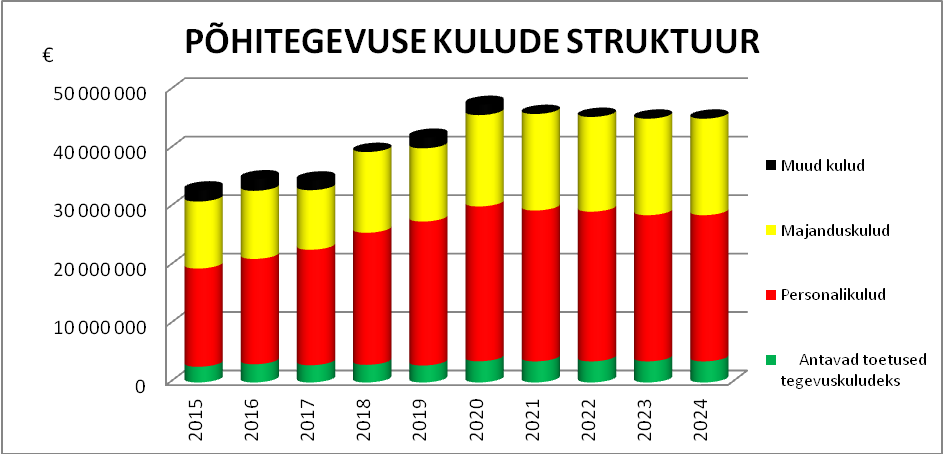 PÕHITEGEVUSE KULUDE STRUKTUUR
€
50 000 000
40 000 000
30 000 000
20 000 000
10 000 000
0
2015
2016
2017
2018
2019
2020
2021
2022
2023
2024
Muud kulud
Majanduskulud
Personalikulud
Antavad toetused
tegevuskuludeks